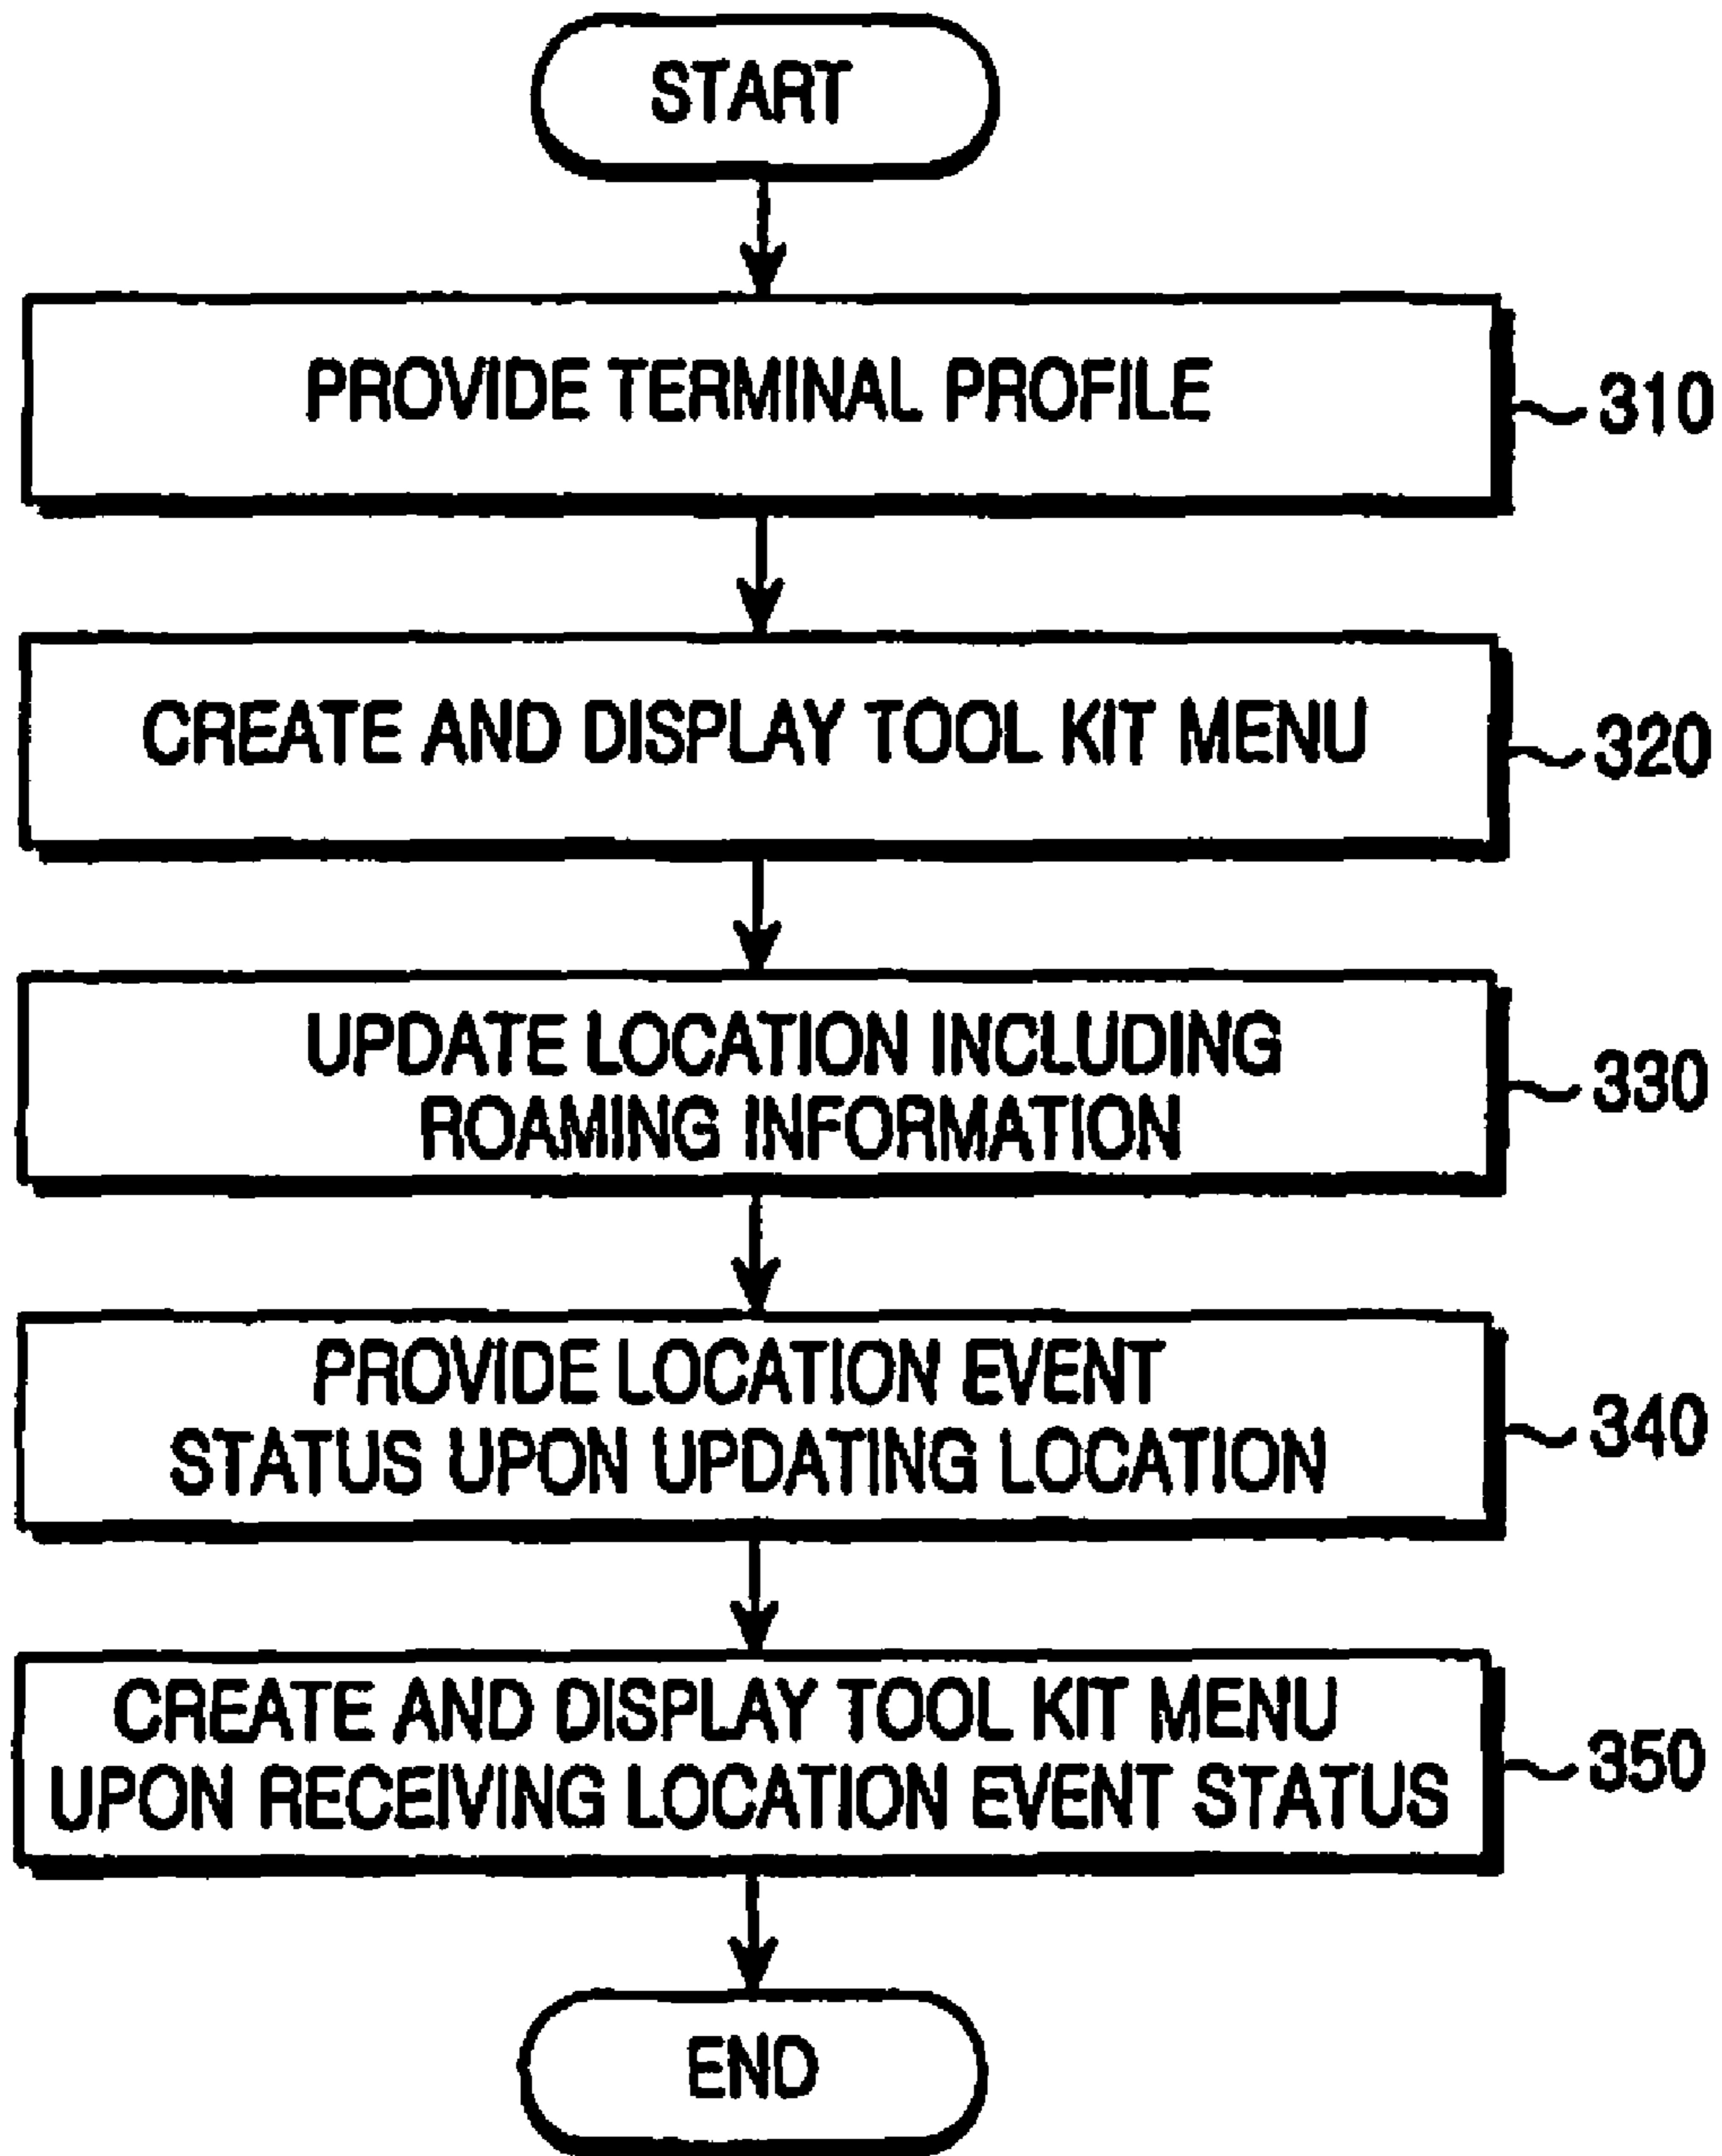 START
PROVIDE TERMINAL PROFILE
310
CREATE AND DISPLAY TOOL KIT MENU
320
UPDATE LOCATION INCLUDING
ROAMING INFORMATION
330
PROVIDE LOCATION EVENT
STATUS UPON UPDATING LOCATION
340
CREATE AND DISPLAY TOOL KIT MENU
UPON RECEIVING LOCATION EVENT STATUS
350
END